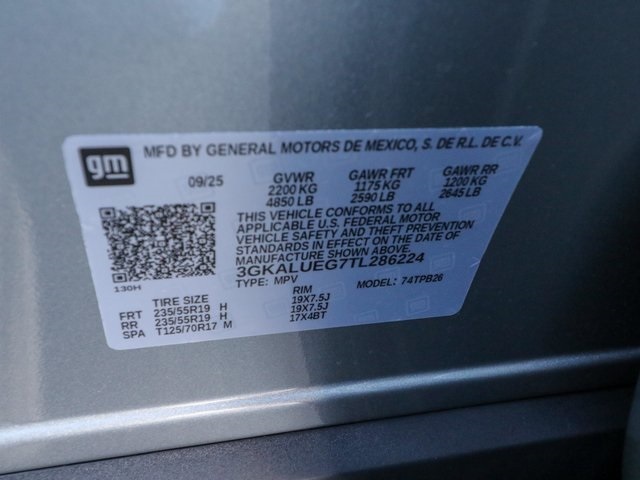 gm
MFD BY GENERAL MOTORS DE MEXICO, S. DE R.L. DE C.V.
09/25 GVWR GAWR FRT GAWR RR
2200 KG 1175 KG 1200 KG
4850 LB 2590 LB 2645 LB
THIS VEHICLE CONFORMS TO ALL
APPLICABLE U.S. FEDERAL MOTOR
VEHICLE SAFETY AND THEFT PREVENTION
STANDARDS IN EFFECT ON THE DATE OF
MANUFACTURE SHOWN ABOVE.
3GKALUEG7TL286224
130H TYPE: MPV MODEL: 74TPB26
TIRE SIZE RIM
FRT 235/55R19 H 19X7.5J
RR 235/55R19 H 19X7.5J
SPA T125/70R17 M 17X4BT